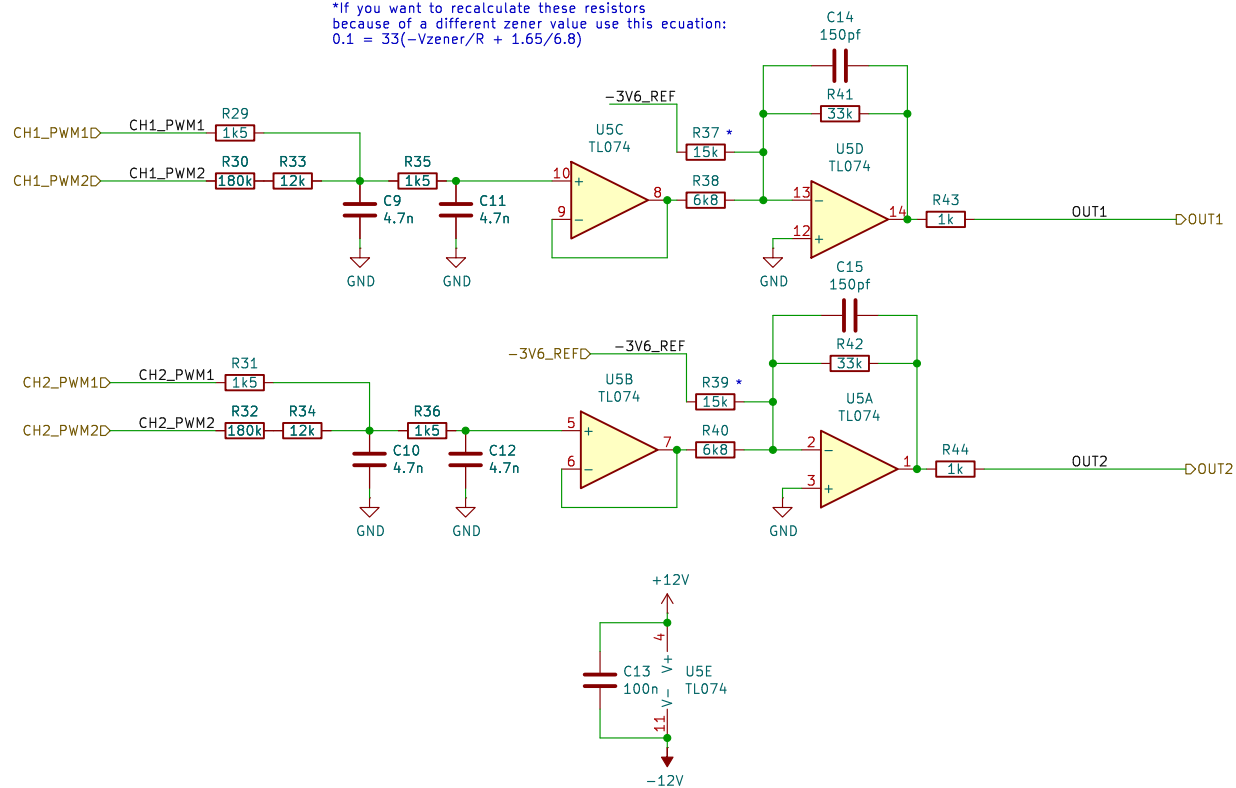 *If you want to recalculate these resistors
because of a different zener value use this ecuation:
0.1 = 33(-Vzener/R + 1.65/6.8)
C14
150pf
-3V6_REF
R41
33k
CH1_PWM1
CH1_PWM1
R29
1k5
U5C
TL074
R37 *
15k
U5D
TL074
CH1_PWM2
CH1_PWM2
R30
180k
R33
12k
R35
1k5
10
+
9
-
8
R38
6k8
13
-
12
+
14
R43
1k
OUT1
OUT1
C9
4.7n
C11
4.7n
GND
GND
GND
C15
150pf
-3V6_REF
-3V6_REF
R42
33k
CH2_PWM1
CH2_PWM1
R31
1k5
U5B
TL074
R39 *
15k
U5A
TL074
CH2_PWM2
CH2_PWM2
R32
180k
R34
12k
R36
1k5
5
+
6
-
7
R40
6k8
2
-
3
+
1
R44
1k
OUT2
OUT2
C10
4.7n
C12
4.7n
GND
GND
GND
+12V
4
V+
C13
100n
U5E
TL074
V-
11
-12V